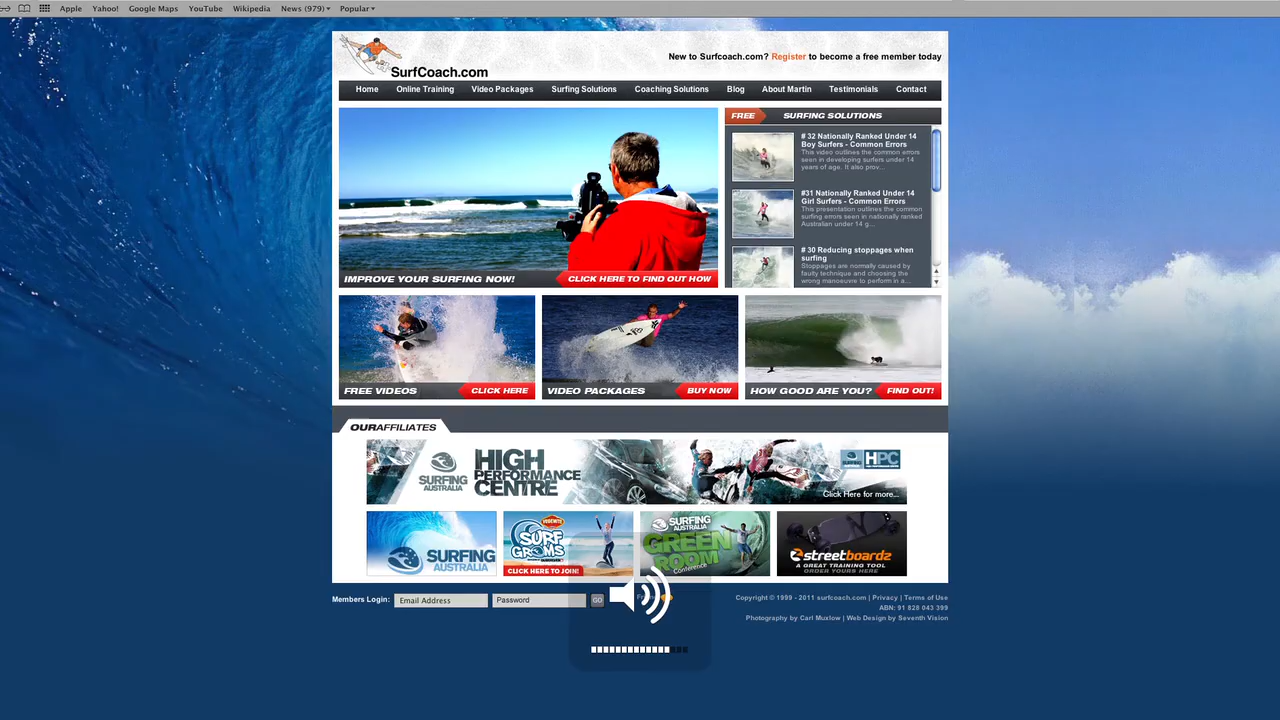 Apple Yahoo! Google Maps YouTube Wikipedia News (979) Popular
SurfCoach.com
New to Surfcoach.com? Register to become a free member today
Home Online Training Video Packages Surfing Solutions Coaching Solutions Blog About Martin Testimonials Contact
IMPROVE YOUR SURFING NOW! CLICK HERE TO FIND OUT HOW
FREE SURFING SOLUTIONS
# 32 Nationally Ranked Under 14
Boy Surfers - Common Errors
This video outlines the common errors
seen in developing surfers under 14
years of age. It also prov...
#31 Nationally Ranked Under 14
Girl Surfers - Common Errors
This presentation outlines the common
surfing errors seen in nationally ranked
Australian under 14 g...
# 30 Reducing stoppages when
surfing
Stoppages are normally caused by
faulty technique and choosing the
wrong manoeuvre to perform in a...
FREE VIDEOS CLICK HERE
VIDEO PACKAGES BUY NOW
HOW GOOD ARE YOU? FIND OUT!
OURAFFILIATES
SURFING
AUSTRALIA
HIGH
PERFORMANCE
CENTRE
HPC
Click Here for more...
SURFING
AUSTRALIA
VEGEMITE
SURF
GROMS
CLICK HERE TO JOIN!
SURFING
AUSTRALIA
GREEN
ROOM
Conference
streetboardz
A GREAT TRAINING TOOL
ORDER YOURS HERE
Members Login: Email Address Password GO
Copyright © 1999 - 2011 surfcoach.com | Privacy | Terms of Use
ABN: 91 828 043 399
Photography by Carl Muxlow | Web Design by Seventh Vision